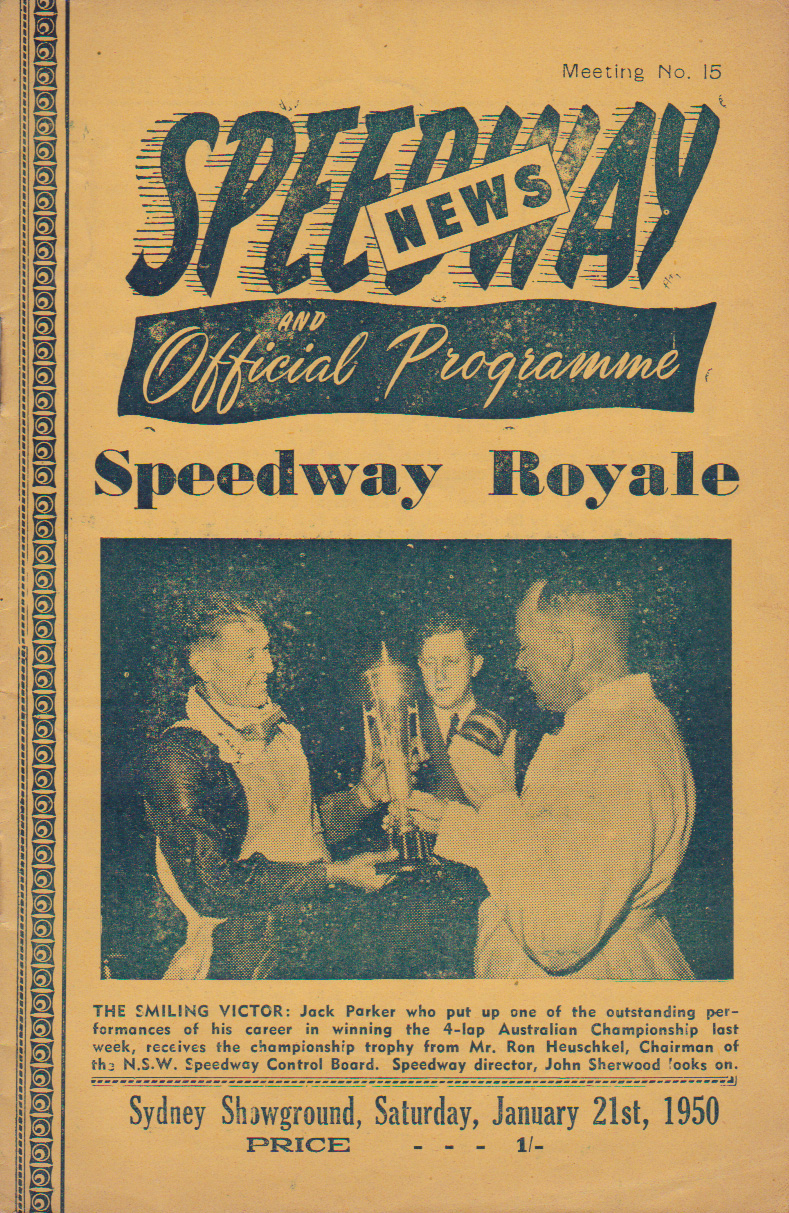 Meeting No. 15
SPEEDWAY
NEWS
AND
Official Programme
Speedway Royale
THE SMILING VICTOR: Jack Parker who put up one of the outstanding per-
formances of his career in winning the 4-lap Australian Championship last
week, receives the championship trophy from Mr. Ron Heuschkel, Chairman of
the N.S.W. Speedway Control Board. Speedway director, John Sherwood looks on.
Sydney Showground, Saturday, January 21st, 1950
PRICE - - - 1/-